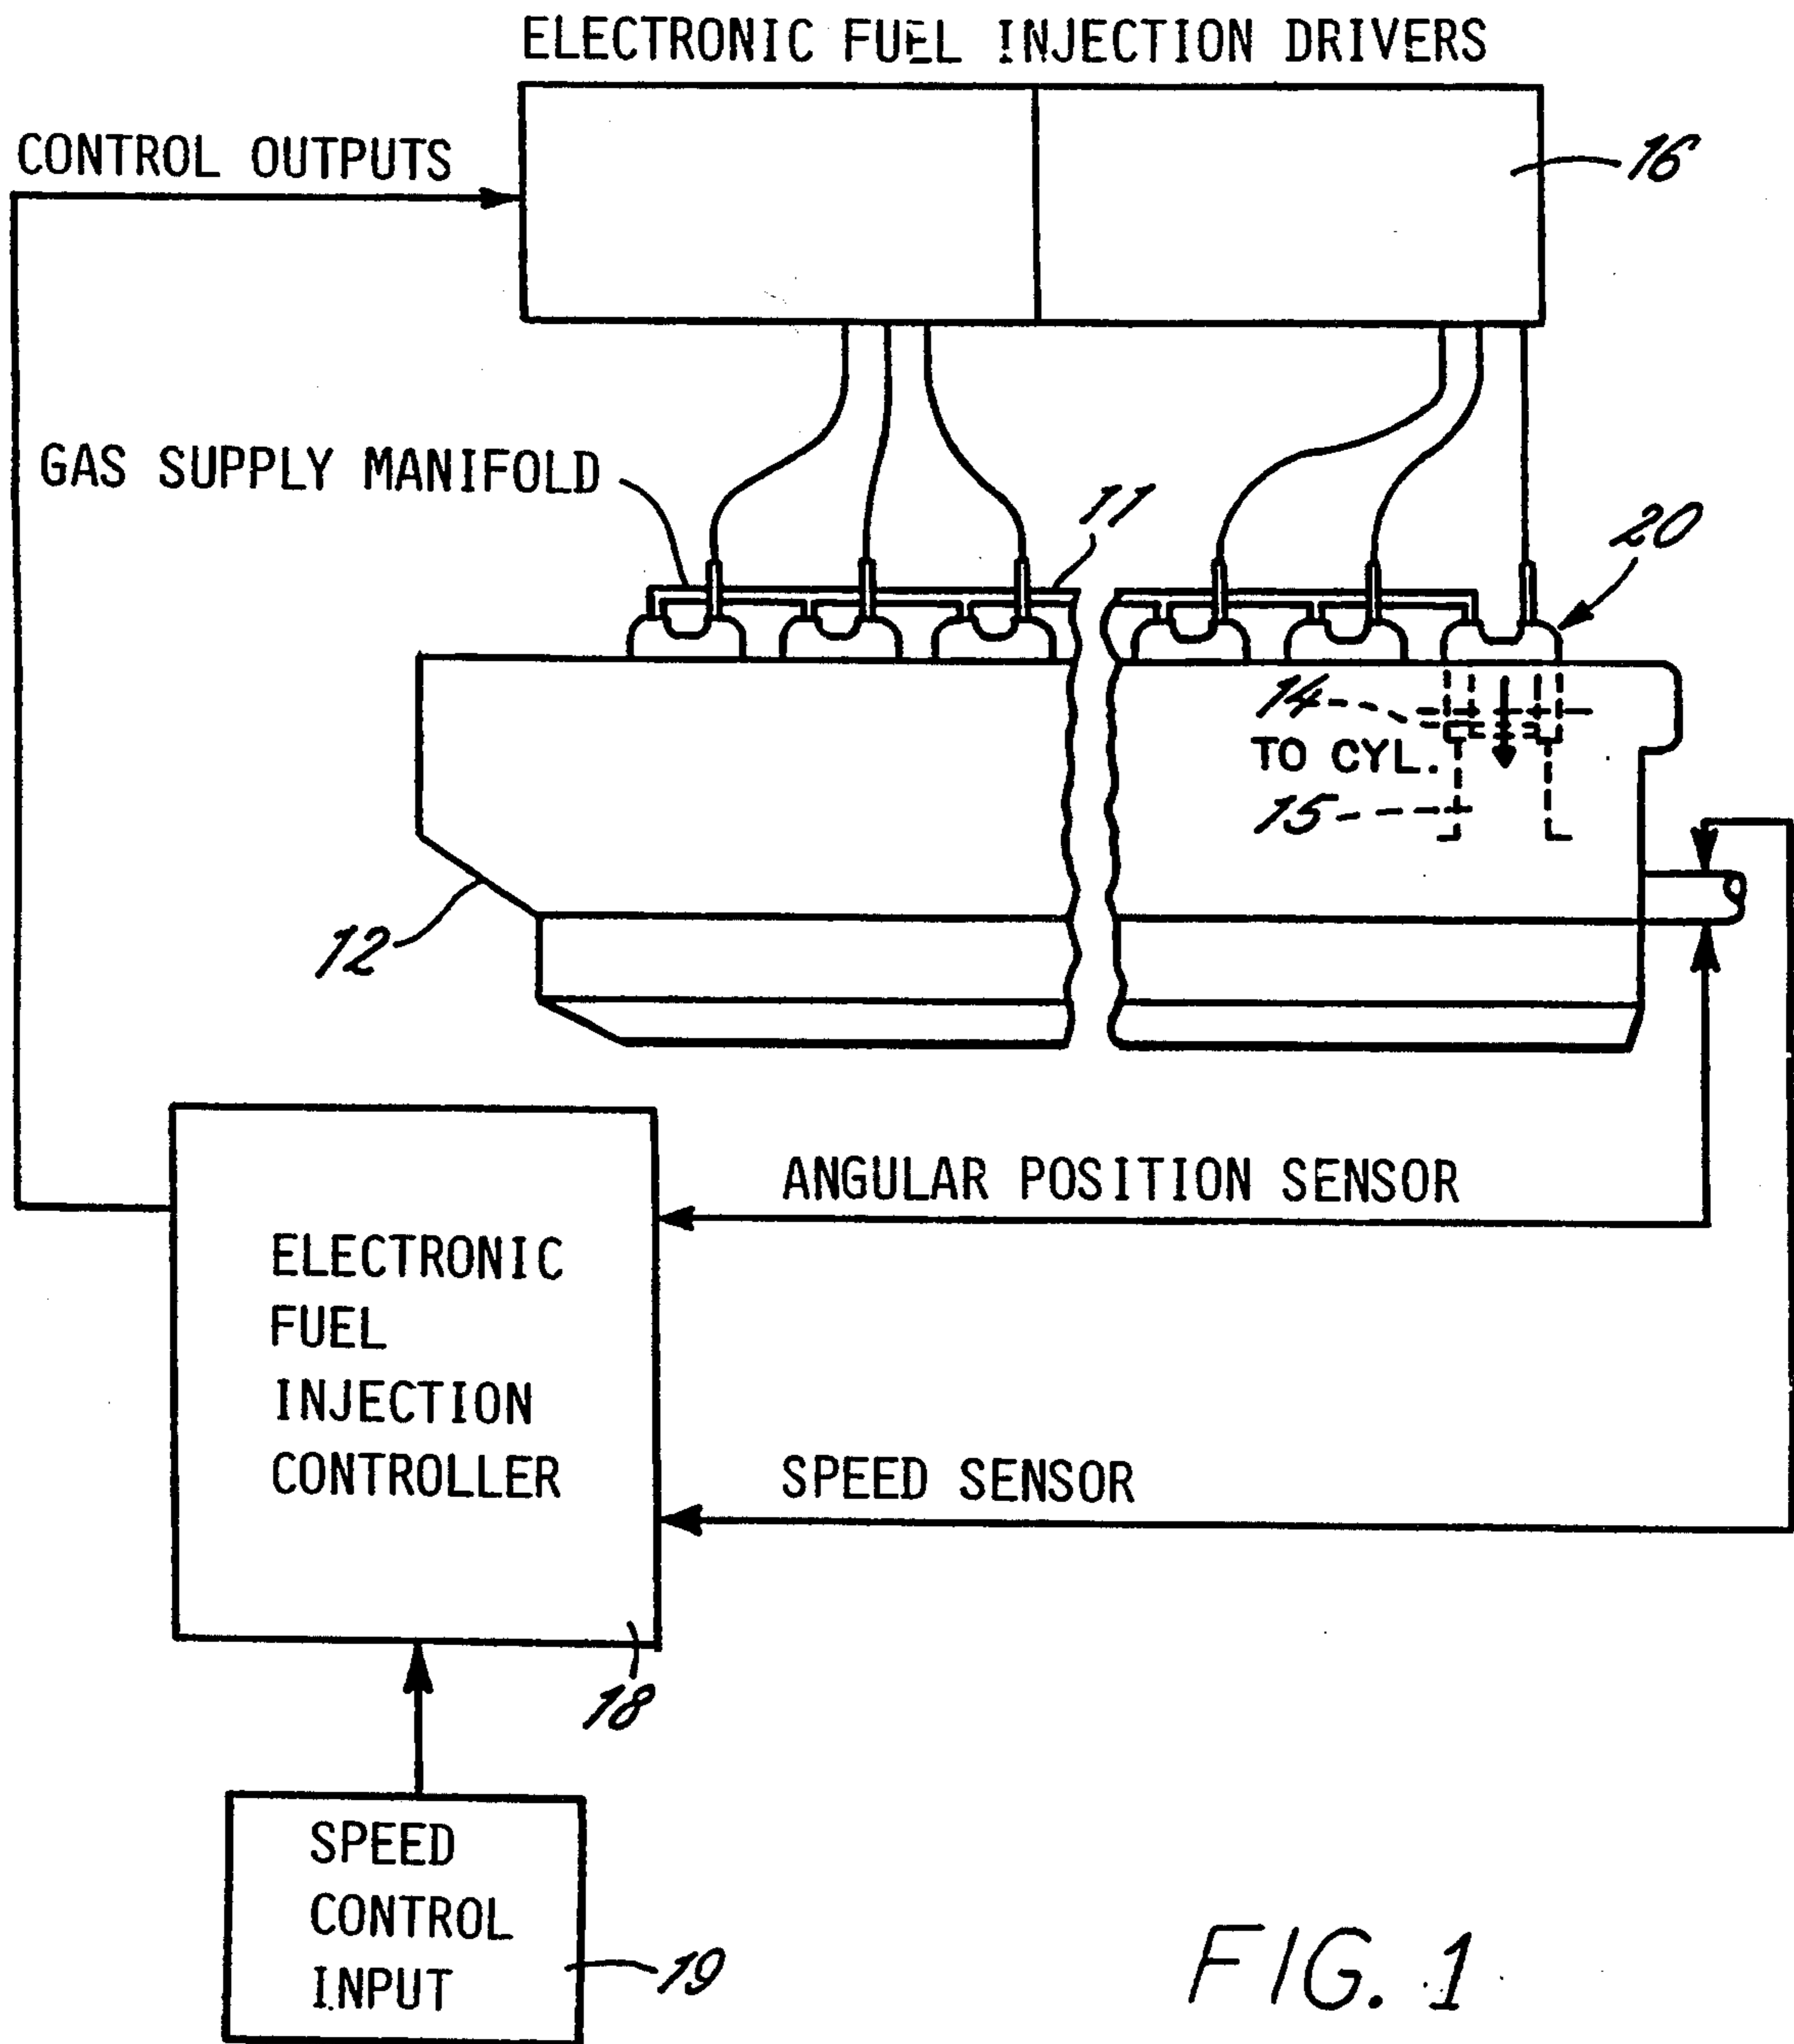 ELECTRONIC FUEL INJECTION DRIVERS
CONTROL OUTPUTS
16
GAS SUPPLY MANIFOLD
11
20
14
TO CYL.
15
12
ANGULAR POSITION SENSOR
ELECTRONIC
FUEL
INJECTION
CONTROLLER
SPEED SENSOR
18
SPEED
CONTROL
INPUT
19
FIG. 1